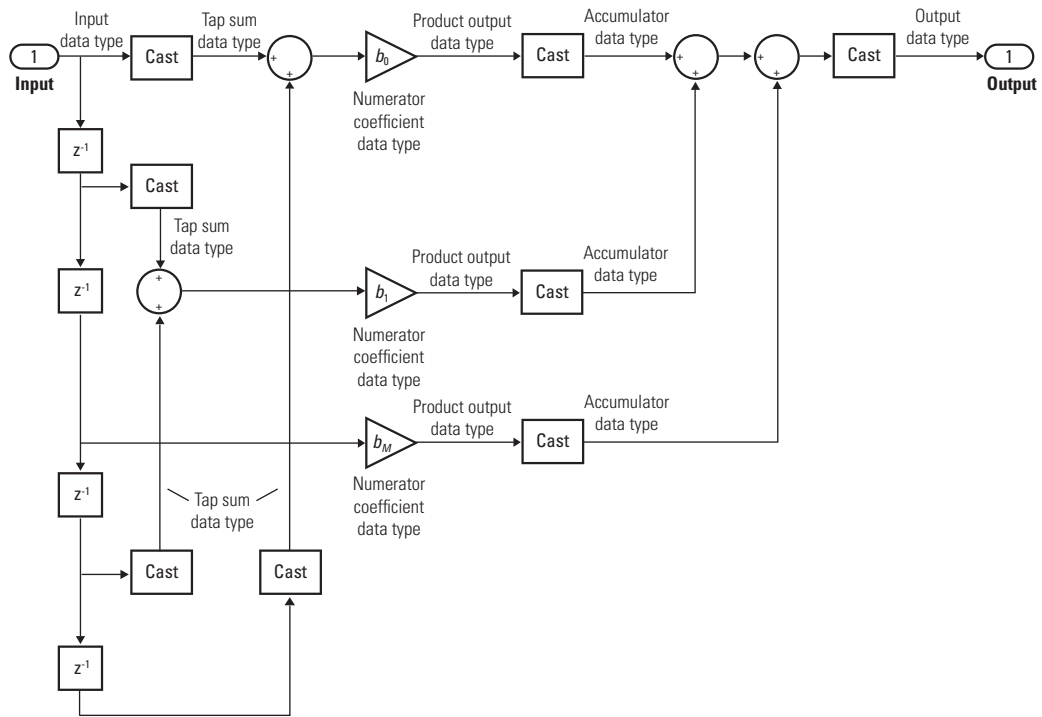 Input
data type
Tap sum
data type
Product output
data type
Accumulator
data type
Output
data type
1
Input
Cast
+
+
b₀
Cast
+
+
+
+
Cast
1
Output
Numerator
coefficient
data type
z⁻¹
Cast
Tap sum
data type
z⁻¹
+
+
b₁
Product output
data type
Cast
Accumulator
data type
Numerator
coefficient
data type
b_M
Product output
data type
Cast
Accumulator
data type
Numerator
coefficient
data type
z⁻¹
Tap sum
data type
Cast
Cast
z⁻¹